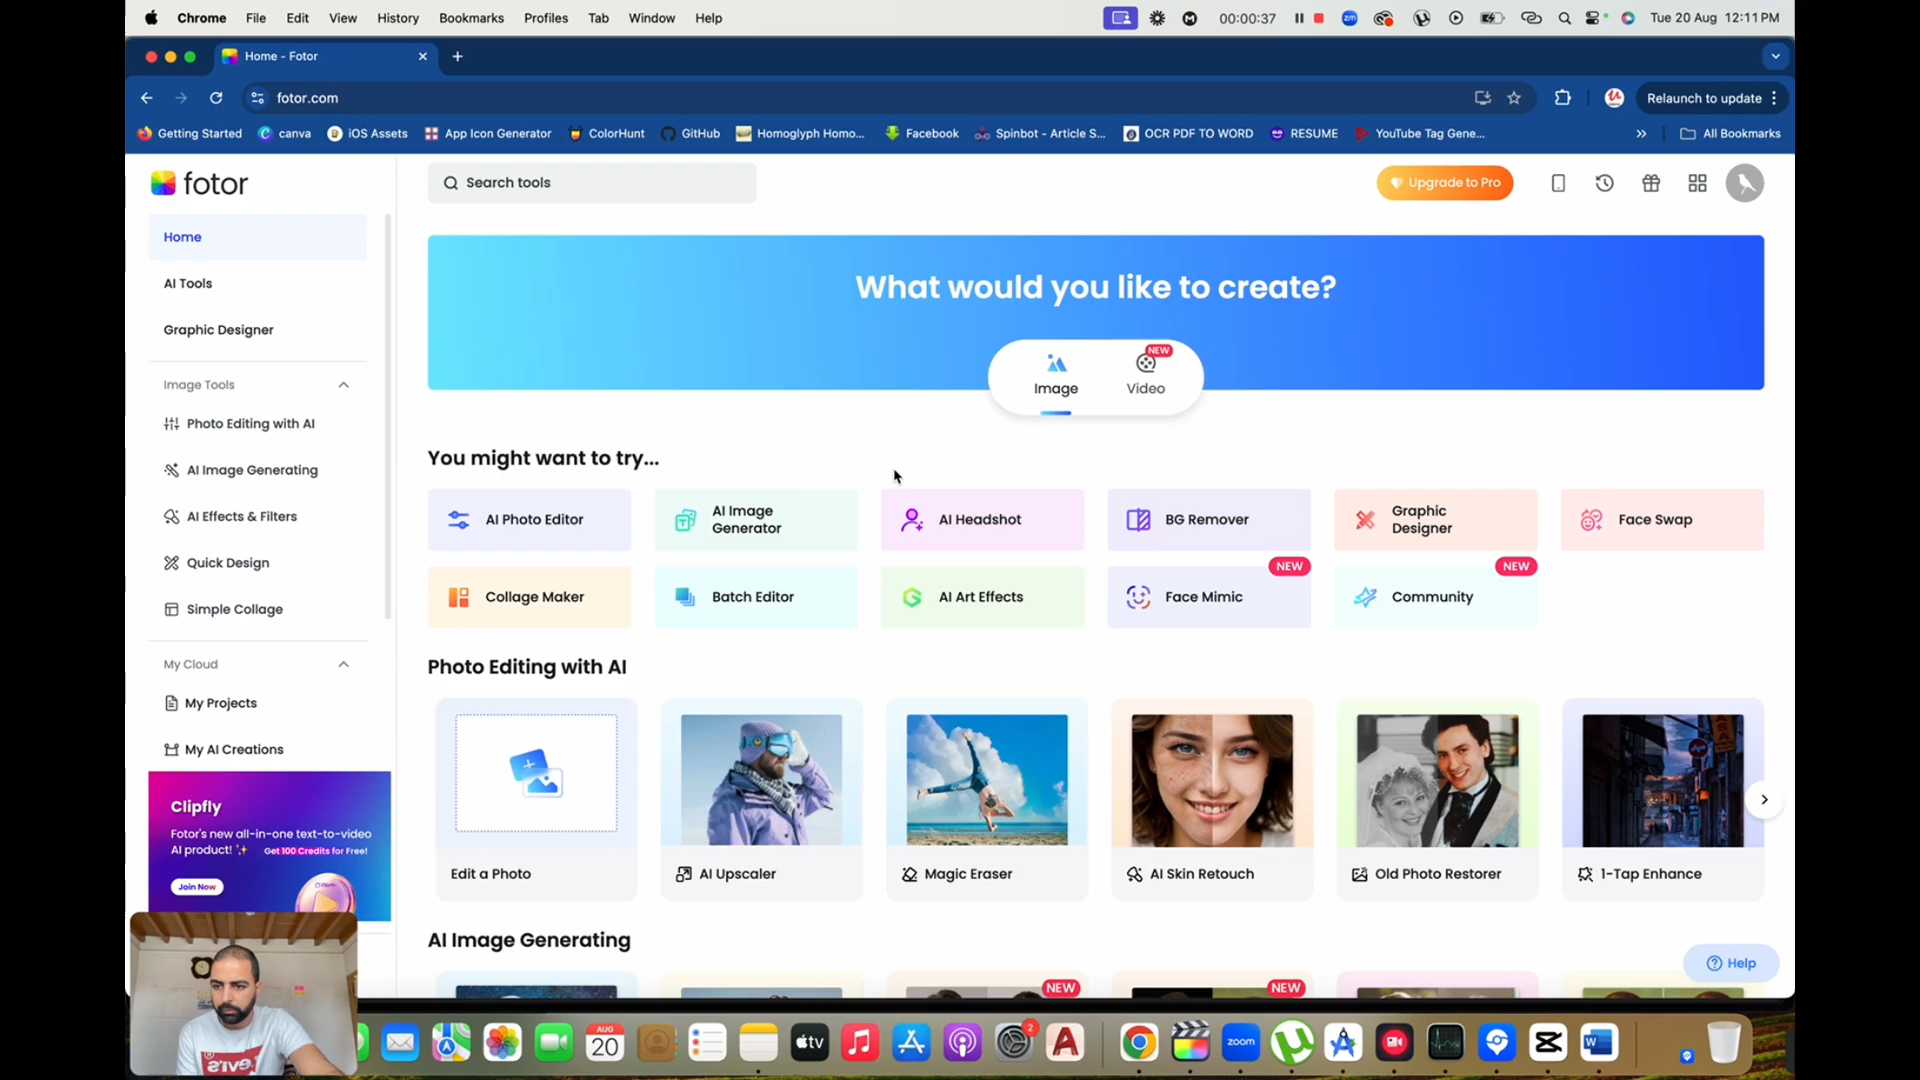 Chrome File Edit View History Bookmarks Profiles Tab Window Help 00:00:37 zm Tue 20 Aug 12:11 PM
Home - Fotor
fotor.com Relaunch to update
Getting Started canva iOS Assets App Icon Generator ColorHunt GitHub Homoglyph Homo... Facebook Spinbot - Article S... OCR PDF TO WORD RESUME YouTube Tag Gene... » All Bookmarks
fotor
Search tools
Upgrade to Pro
Home
AI Tools
Graphic Designer
Image Tools
Photo Editing with AI
AI Image Generating
AI Effects & Filters
Quick Design
Simple Collage
My Cloud
My Projects
My AI Creations
Clipfly
Fotor's new all-in-one text-to-video
AI product! ✨ Get 100 Credits for Free!
Join Now
What would you like to create?
NEW
Image Video
You might want to try...
AI Photo Editor
AI Image
Generator
AI Headshot
BG Remover
Graphic
Designer
Face Swap
NEW NEW
Collage Maker Batch Editor AI Art Effects Face Mimic Community
Photo Editing with AI
Edit a Photo AI Upscaler Magic Eraser AI Skin Retouch Old Photo Restorer 1-Tap Enhance
AI Image Generating
Help
NEW NEW
LEVI'S
AUG
20
tv
2
zoom
W